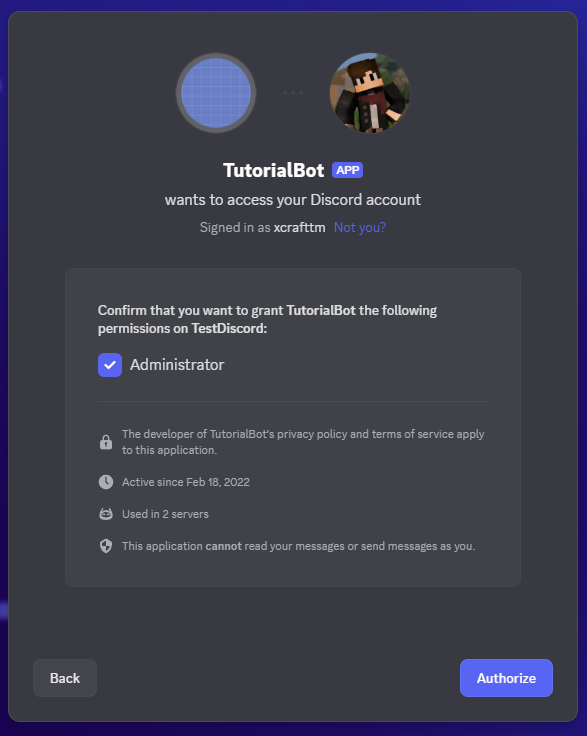 TutorialBot APP
wants to access your Discord account
Signed in as xcrafttm Not you?
Confirm that you want to grant TutorialBot the following
permissions on TestDiscord:
Administrator
The developer of TutorialBot's privacy policy and terms of service apply
to this application.
Active since Feb 18, 2022
Used in 2 servers
This application cannot read your messages or send messages as you.
Back
Authorize